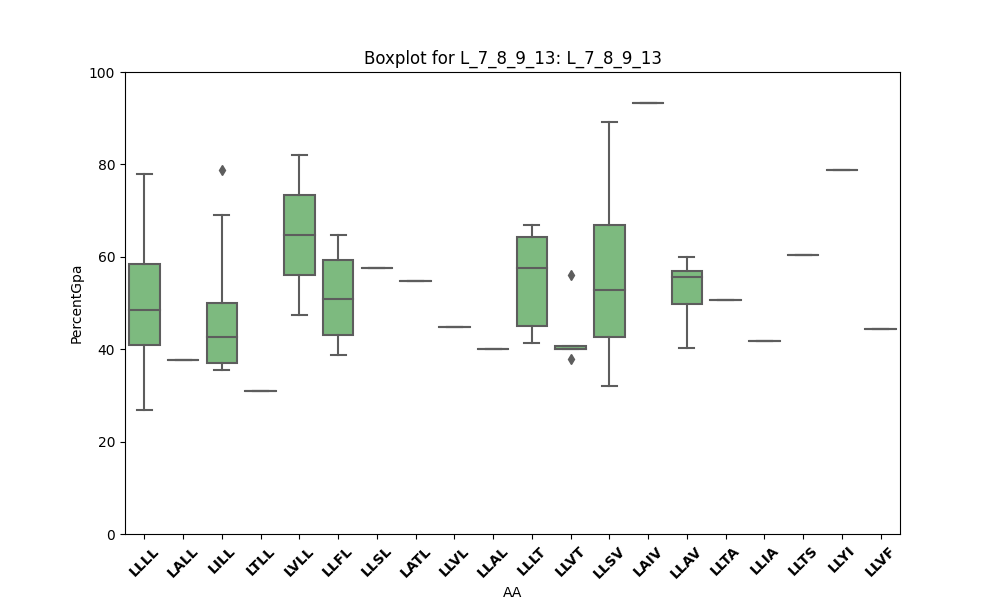 Boxplot for L_7_8_9_13: L_7_8_9_13
100
80
60
40
20
0
PercentGpa
LLLL LALL LILL LTLL LVLL LLFL LLSL LATL LLVL LLAL LLLT LLVT LLSV LAIV LLAV LLTA LLIA LLTS LLYI LLVF
AA